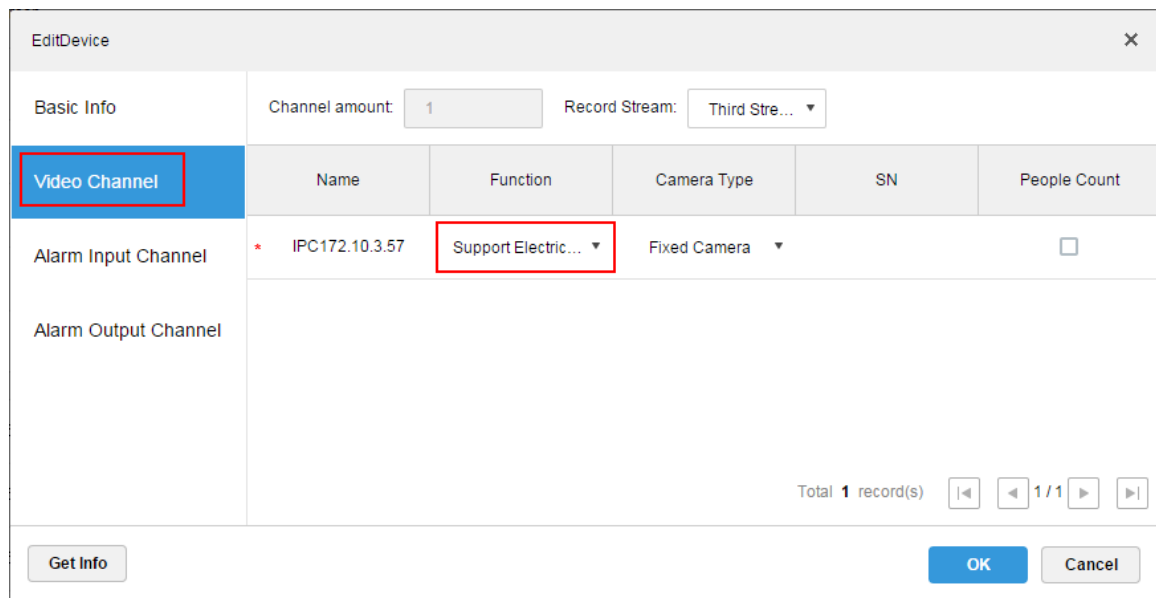 EditDevice ×
Basic Info
Channel amount: 1 Record Stream: Third Stre...
Video Channel
Name Function Camera Type SN People Count
* IPC172.10.3.57 Support Electric... Fixed Camera
Alarm Input Channel
Alarm Output Channel
Total 1 record(s) 1 / 1
Get Info OK Cancel